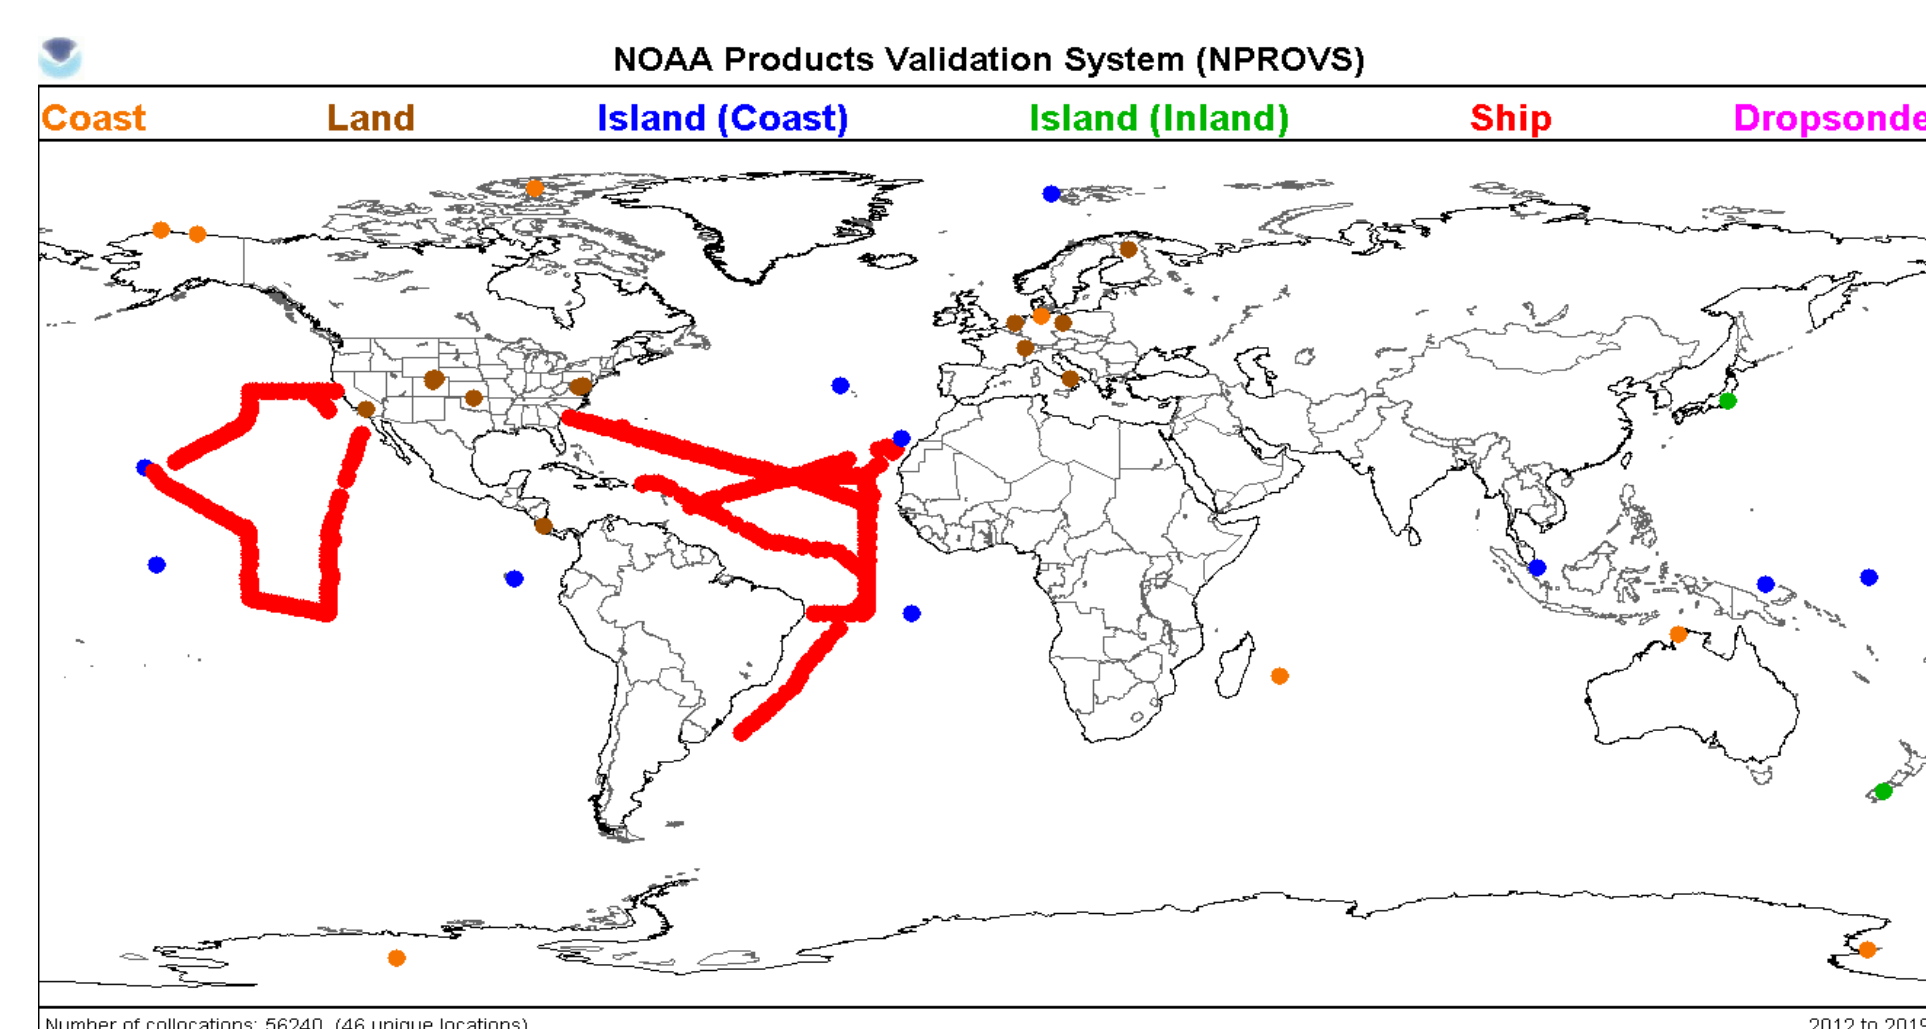 NOAA Products Validation System (NPROVS)
Coast Land Island (Coast) Island (Inland) Ship Dropsonde
Number of collocations: 56240 (46 unique locations) 2012 to 2019